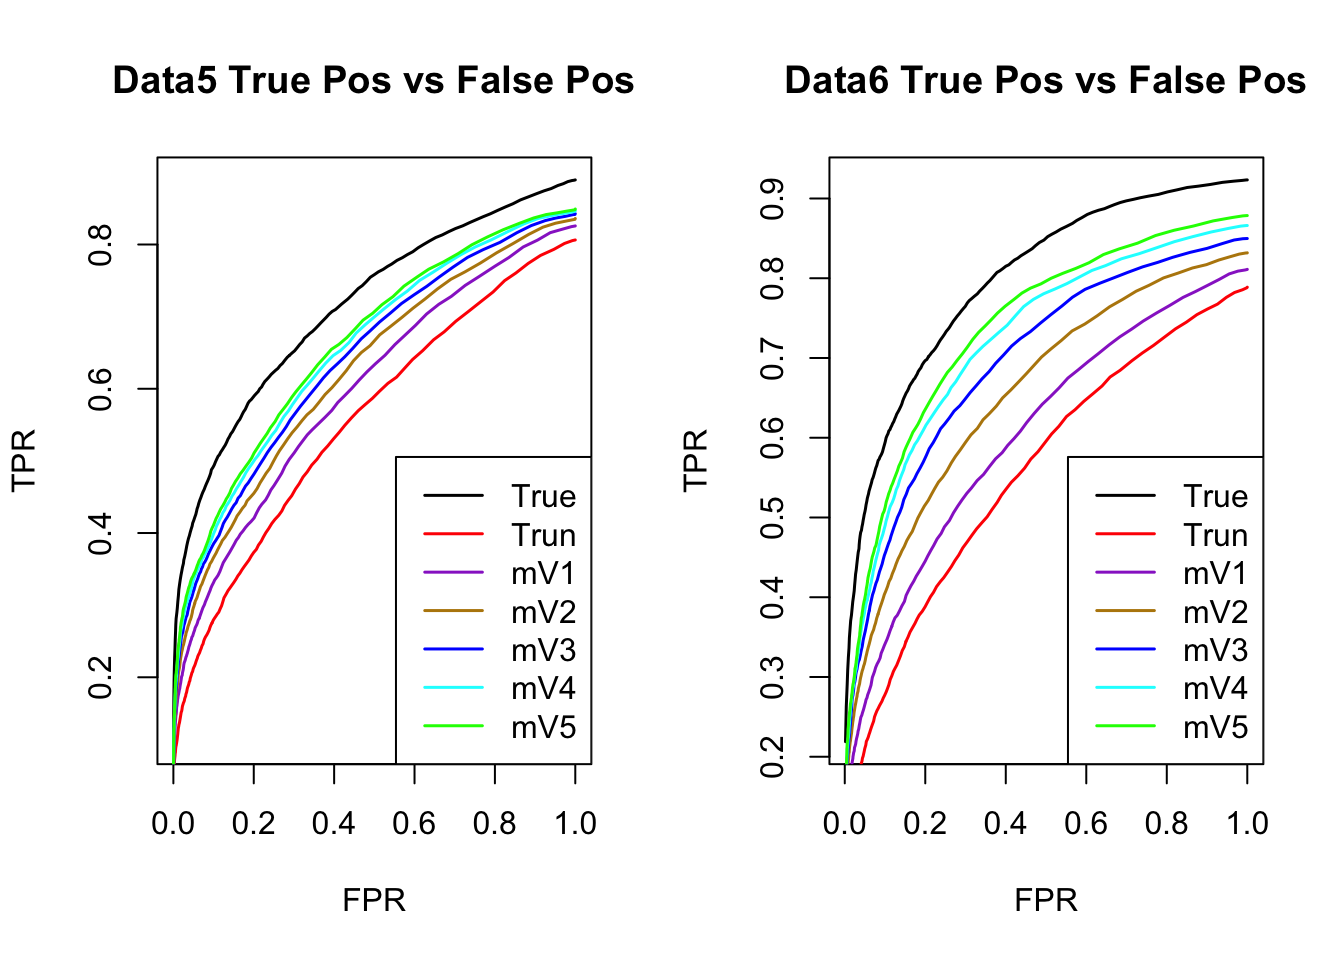 Data5 True Pos vs False Pos
TPR
0.8
0.6
0.4
0.2
True
Trun
mV1
mV2
mV3
mV4
mV5
0.0 0.2 0.4 0.6 0.8 1.0
FPR
Data6 True Pos vs False Pos
TPR
0.9
0.8
0.7
0.6
0.5
0.4
0.3
0.2
True
Trun
mV1
mV2
mV3
mV4
mV5
0.0 0.2 0.4 0.6 0.8 1.0
FPR